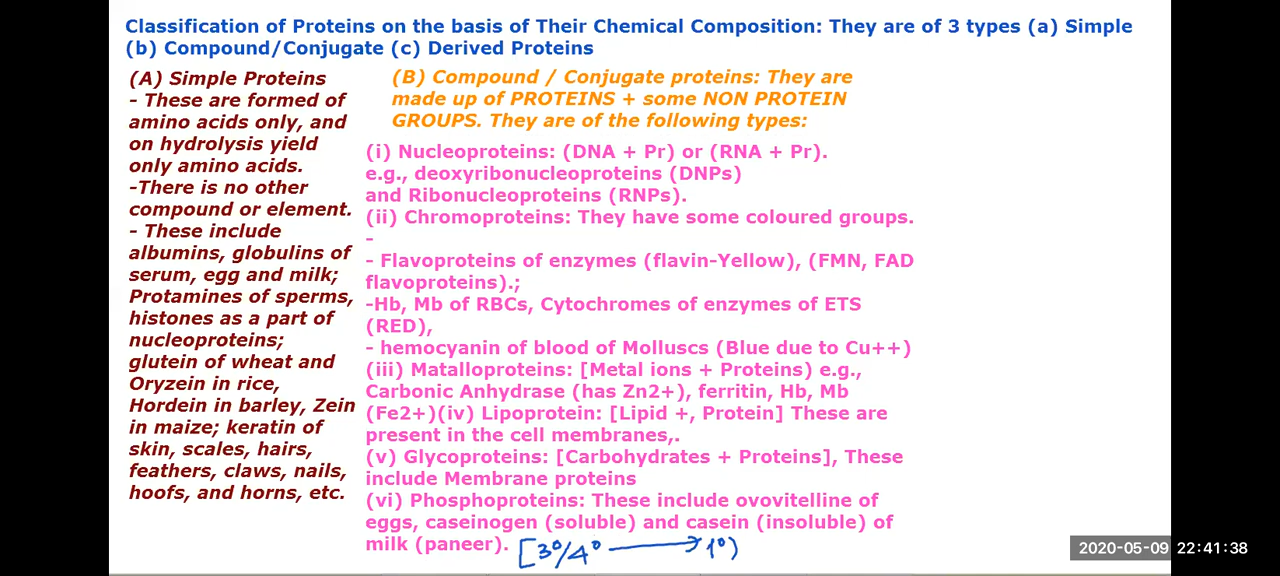 Classification of Proteins on the basis of Their Chemical Composition: They are of 3 types (a) Simple
(b) Compound/Conjugate (c) Derived Proteins
(A) Simple Proteins
- These are formed of
amino acids only, and
on hydrolysis yield
only amino acids.
-There is no other
compound or element.
- These include
albumins, globulins of
serum, egg and milk;
Protamines of sperms,
histones as a part of
nucleoproteins;
glutein of wheat and
Oryzein in rice,
Hordein in barley, Zein
in maize; keratin of
skin, scales, hairs,
feathers, claws, nails,
hoofs, and horns, etc.
(B) Compound / Conjugate proteins: They are
made up of PROTEINS + some NON PROTEIN
GROUPS. They are of the following types:
(i) Nucleoproteins: (DNA + Pr) or (RNA + Pr).
e.g., deoxyribonucleoproteins (DNPs)
and Ribonucleoproteins (RNPs).
(ii) Chromoproteins: They have some coloured groups.
-
- Flavoproteins of enzymes (flavin-Yellow), (FMN, FAD
flavoproteins).;
-Hb, Mb of RBCs, Cytochromes of enzymes of ETS
(RED),
- hemocyanin of blood of Molluscs (Blue due to Cu++)
(iii) Matalloproteins: [Metal ions + Proteins) e.g.,
Carbonic Anhydrase (has Zn2+), ferritin, Hb, Mb
(Fe2+)(iv) Lipoprotein: [Lipid +, Protein] These are
present in the cell membranes,.
(v) Glycoproteins: [Carbohydrates + Proteins], These
include Membrane proteins
(vi) Phosphoproteins: These include ovovitelline of
eggs, caseinogen (soluble) and casein (insoluble) of
milk (paneer). [3°/4° ⟶ 1°)
2020-05-09 22:41:38